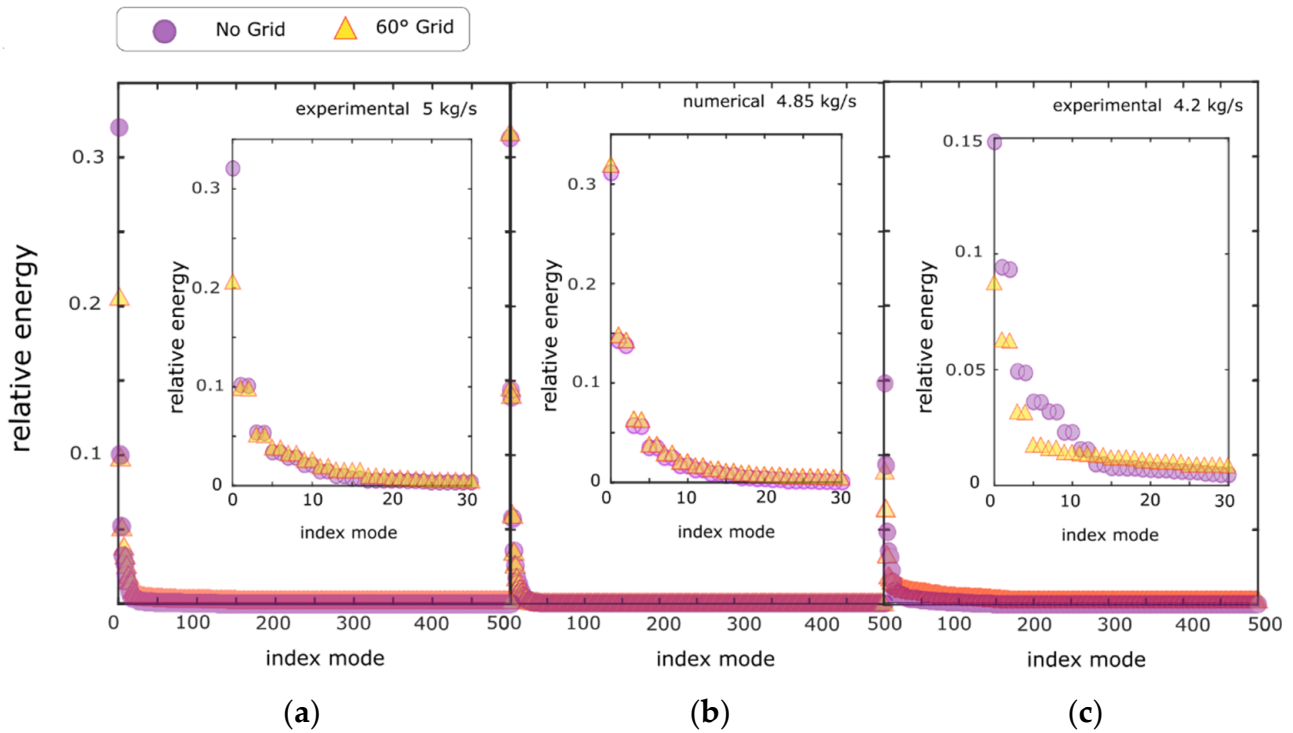 No Grid
60° Grid
relative energy
0.3
0.2
0.1
experimental 5 kg/s
relative energy
0.3
0.2
0.1
0
0 10 20 30
index mode
0 100 200 300 400 500
index mode
numerical 4.85 kg/s
relative energy
0.3
0.2
0.1
0
0 10 20 30
index mode
100 200 300 400 500
index mode
experimental 4.2 kg/s
relative energy
0.15
0.1
0.05
0
0 10 20 30
index mode
100 200 300 400 500
index mode
(a) (b) (c)